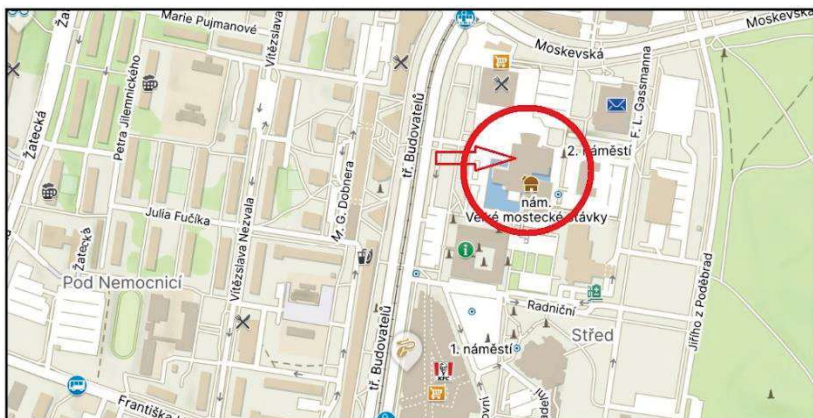 Marie Pujmanové
Žatecká
Vítězslava
Petra Jilemnického
Moskevská
Moskevská
F. L. Gassmanna
tř. Budovatelů
2. náměstí
nám.
Velké mostecké stávky
Žatecká
Julia Fučíka
Vítězslava Nezvala
M. G. Dobnera
Pod Nemocnicí
Radniční
Střed
Jiřího z Poděbrad
tř. Budovatelů
1. náměstí
KFC
Františka